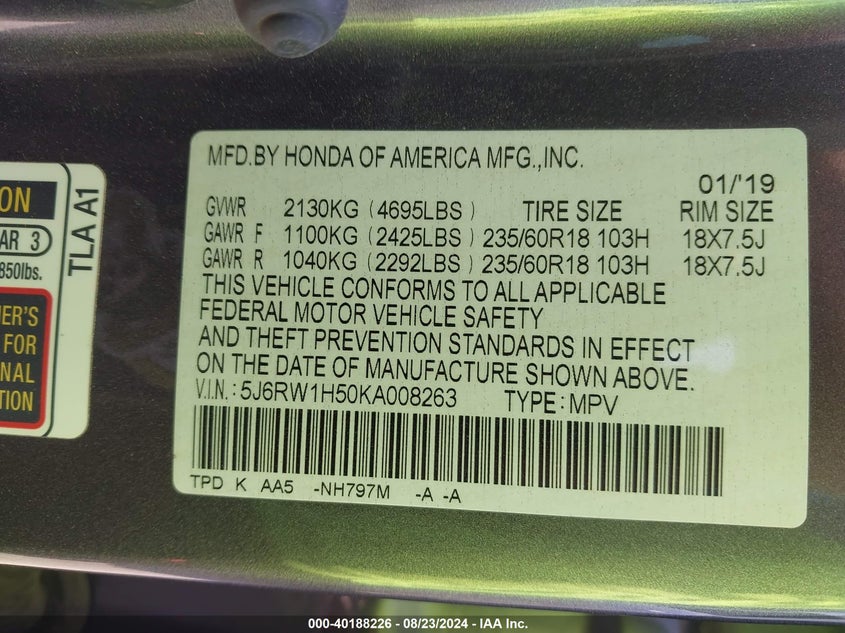 ON
AR 3
850lbs.
ER'S
FOR
NAL
TION
TLA A1
MFD.BY HONDA OF AMERICA MFG.,INC.
01/'19
GVWR 2130KG (4695LBS) TIRE SIZE RIM SIZE
GAWR F 1100KG (2425LBS) 235/60R18 103H 18X7.5J
GAWR R 1040KG (2292LBS) 235/60R18 103H 18X7.5J
THIS VEHICLE CONFORMS TO ALL APPLICABLE
FEDERAL MOTOR VEHICLE SAFETY
AND THEFT PREVENTION STANDARDS IN EFFECT
ON THE DATE OF MANUFACTURE SHOWN ABOVE.
V.I.N.: 5J6RW1H50KA008263 TYPE: MPV
TPD K AA5 -NH797M -A -A
000-40188226 - 08/23/2024 - IAA Inc.